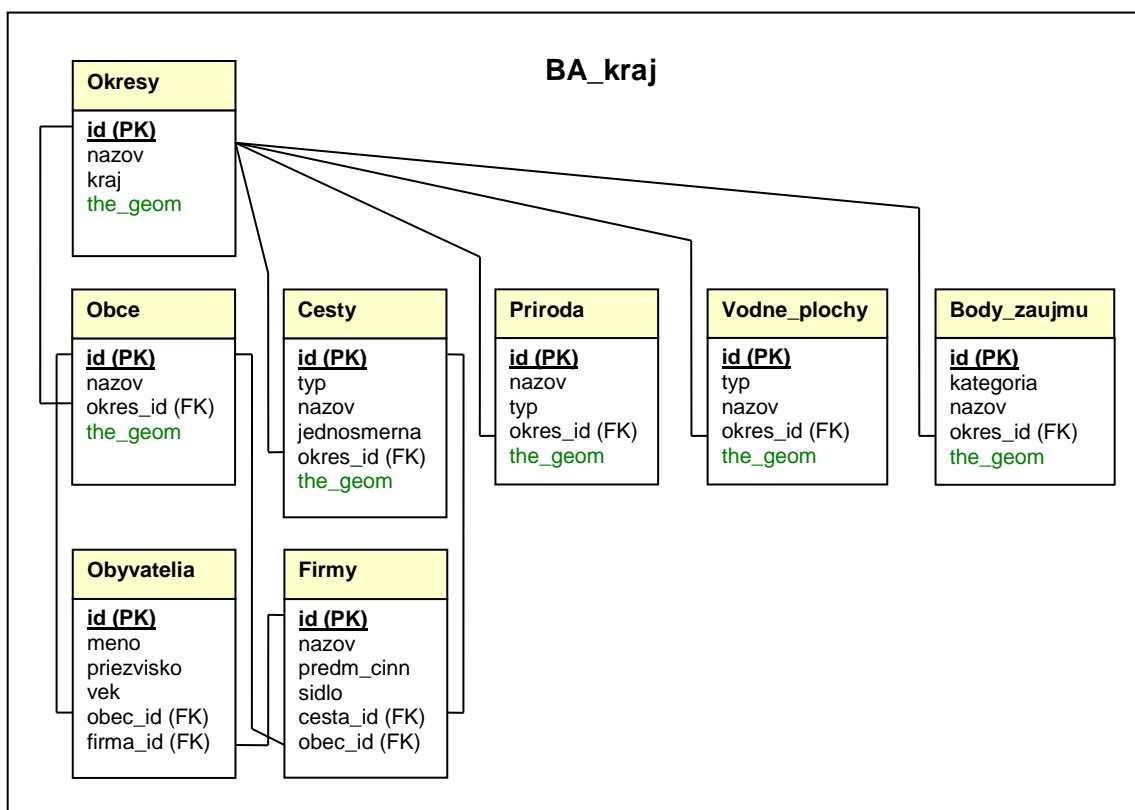 BA_kraj
Okresy
id (PK)
nazov
kraj
the_geom
Obce
id (PK)
nazov
okres_id (FK)
the_geom
Cesty
id (PK)
typ
nazov
jednosmerna
okres_id (FK)
the_geom
Priroda
id (PK)
nazov
typ
okres_id (FK)
the_geom
Vodne_plochy
id (PK)
typ
nazov
okres_id (FK)
the_geom
Body_zaujmu
id (PK)
kategoria
nazov
okres_id (FK)
the_geom
Obyvatelia
id (PK)
meno
priezvisko
vek
obec_id (FK)
firma_id (FK)
Firmy
id (PK)
nazov
predm_cinn
sidlo
cesta_id (FK)
obec_id (FK)